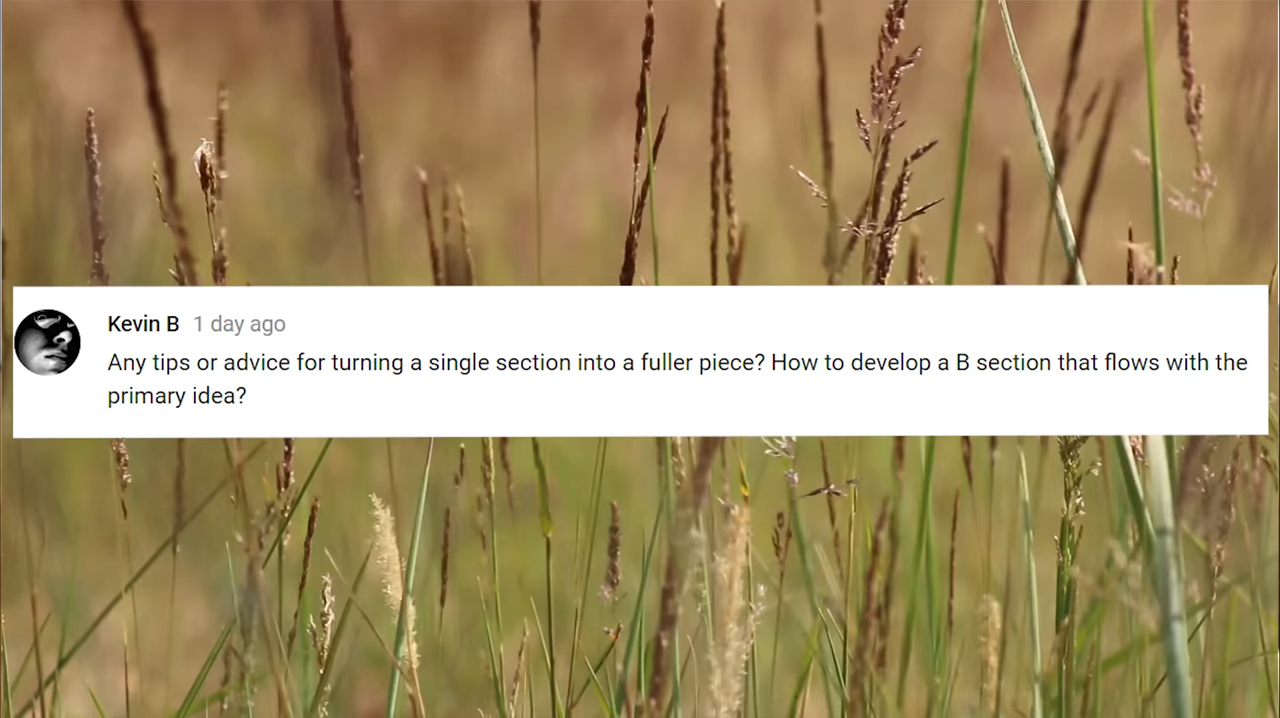 Kevin B 1 day ago
Any tips or advice for turning a single section into a fuller piece? How to develop a B section that flows with the
primary idea?